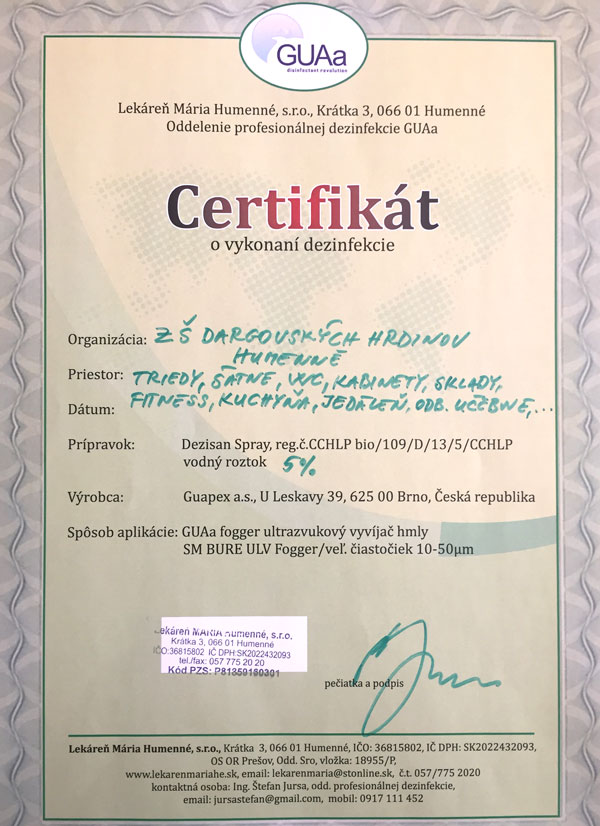 GUAa
disinfectant revolution
Lekáreň Mária Humenné, s.r.o., Krátka 3, 066 01 Humenné
Oddelenie profesionálnej dezinfekcie GUAa
Certifikát
o vykonaní dezinfekcie
Organizácia: ZŠ DARGOVSKÝCH HRDINOV
HUMENNÉ
Priestor: TRIEDY, ŠATNE, WC, KABINETY, SKLADY,
Dátum: FITNESS, KUCHYŇA, JEDÁLEŇ, ODB. UČEBNE,...
Prípravok: Dezisan Spray, reg.č.CCHLP bio/109/D/13/5/CCHLP
vodný roztok 5%
Výrobca: Guapex a.s., U Leskavy 39, 625 00 Brno, Česká republika
Spôsob aplikácie: GUAa fogger ultrazvukový vyvíjač hmly
SM BURE ULV Fogger/veľ. čiastočiek 10-50µm
Lekáreň MÁRIA Humenné, s.r.o.
Krátka 3, 066 01 Humenné
IČO:36815802 IČ DPH:SK2022432093
tel./fax: 057 775 20 20
Kód PZS: P81359160301
pečiatka a podpis
Lekáreň Mária Humenné, s.r.o., Krátka 3, 066 01 Humenné, IČO: 36815802, IČ DPH: SK2022432093,
OS OR Prešov, Odd. Sro, vložka: 18955/P,
www.lekarenmariahe.sk, email: lekarenmaria@stonline.sk, č.t. 057/775 2020
kontaktná osoba: Ing. Štefan Jursa, odd. profesionálnej dezinfekcie,
email: jursastefan@gmail.com, mobil: 0917 111 452